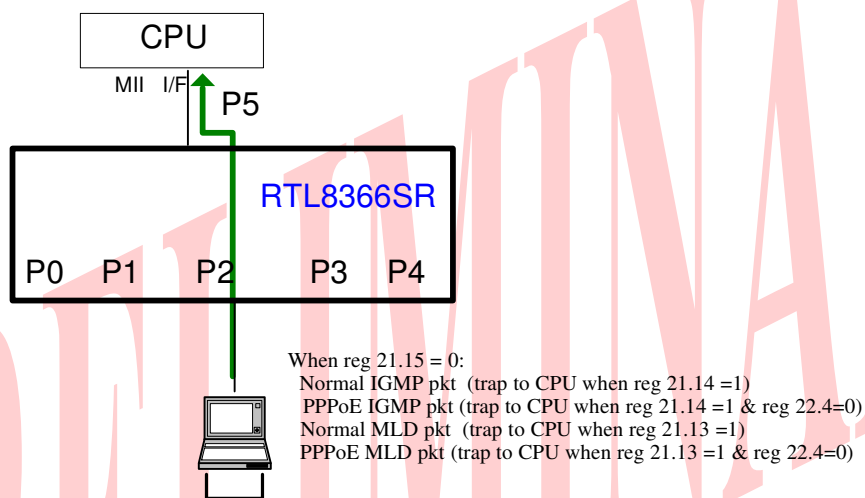 CPU
MII I/F
P5
RTL8366SR
P0 P1 P2 P3 P4
When reg 21.15 = 0:
Normal IGMP pkt (trap to CPU when reg 21.14 =1)
PPPoE IGMP pkt (trap to CPU when reg 21.14 =1 & reg 22.4=0)
Normal MLD pkt (trap to CPU when reg 21.13 =1)
PPPoE MLD pkt (trap to CPU when reg 21.13 =1 & reg 22.4=0)